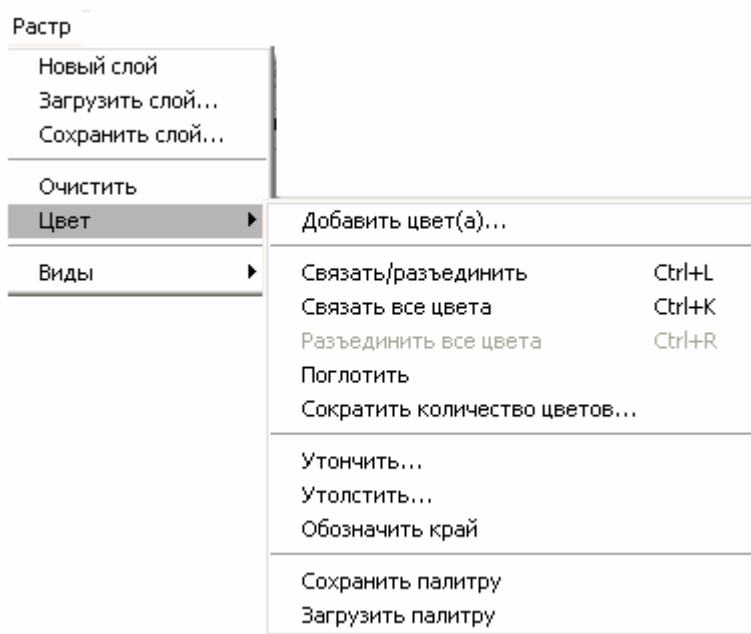 Растр
Новый слой
Загрузить слой...
Сохранить слой...
Очистить
Цвет
Виды
Добавить цвет(а)...
Связать/разъединить Ctrl+L
Связать все цвета Ctrl+K
Разъединить все цвета Ctrl+R
Поглотить
Сократить количество цветов...
Утончить...
Утолстить...
Обозначить край
Сохранить палитру
Загрузить палитру